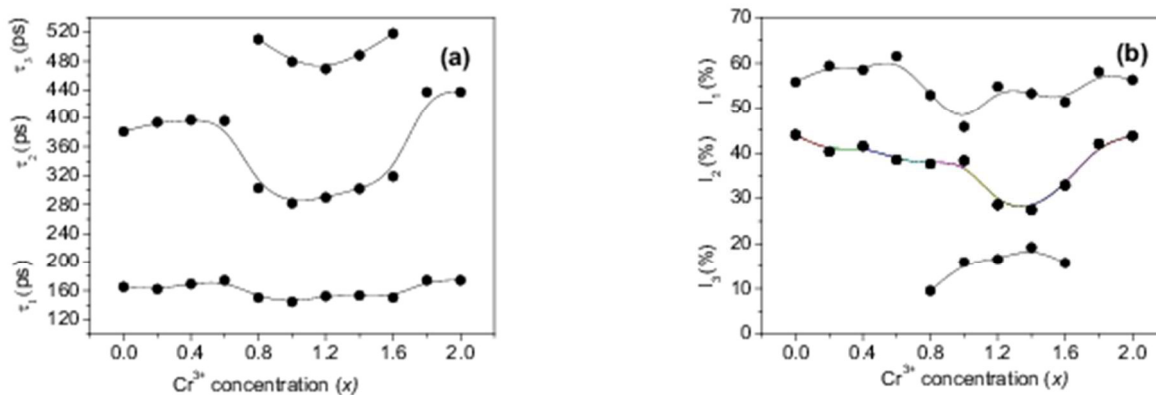 (a)
τ₃ (ps)
τ₂ (ps)
τ₁ (ps)
520
480
440
400
360
320
280
240
200
160
120
0.0 0.4 0.8 1.2 1.6 2.0
Cr³⁺ concentration (x)
(b)
I₁ (%)
I₂ (%)
I₃ (%)
70
60
50
40
30
20
10
0
0.0 0.4 0.8 1.2 1.6 2.0
Cr³⁺ concentration (x)